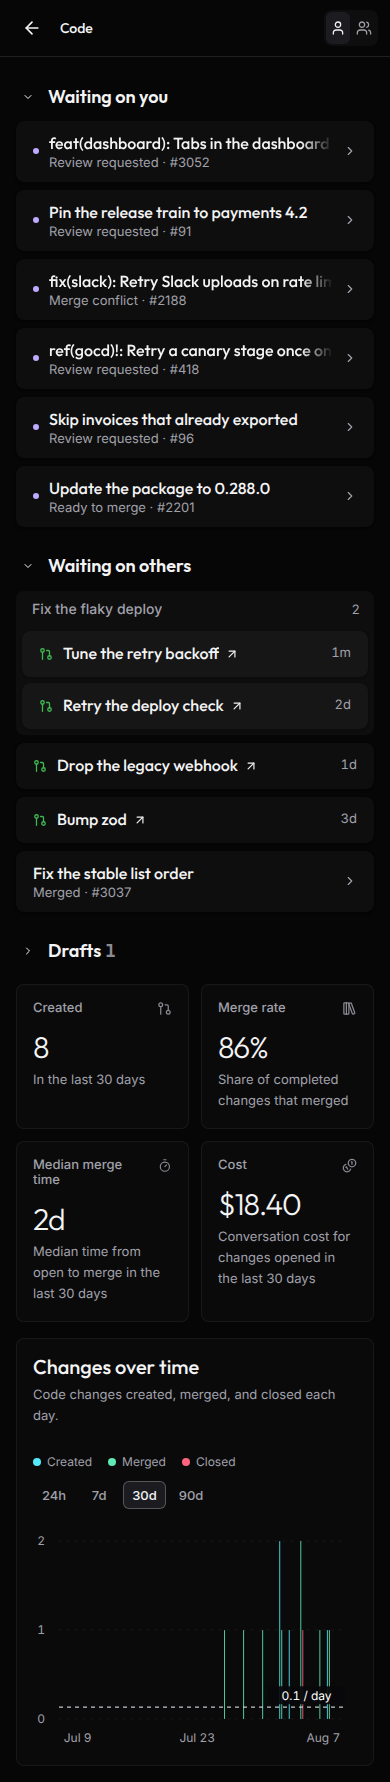 Code
Waiting on you
feat(dashboard): Tabs in the dashboard
Review requested · #3052
Pin the release train to payments 4.2
Review requested · #91
fix(slack): Retry Slack uploads on rate lim
Merge conflict · #2188
ref(gocd)!: Retry a canary stage once on
Review requested · #418
Skip invoices that already exported
Review requested · #96
Update the package to 0.288.0
Ready to merge · #2201
Waiting on others
Fix the flaky deploy 2
Tune the retry backoff 1m
Retry the deploy check 2d
Drop the legacy webhook 1d
Bump zod 3d
Fix the stable list order
Merged · #3037
Drafts 1
Created
8
In the last 30 days
Merge rate
86%
Share of completed
changes that merged
Median merge
time
2d
Median time from
open to merge in the
last 30 days
Cost
$18.40
Conversation cost for
changes opened in
the last 30 days
Changes over time
Code changes created, merged, and closed each
day.
Created Merged Closed
24h 7d 30d 90d
2
1
0.1 / day
0
Jul 9 Jul 23 Aug 7